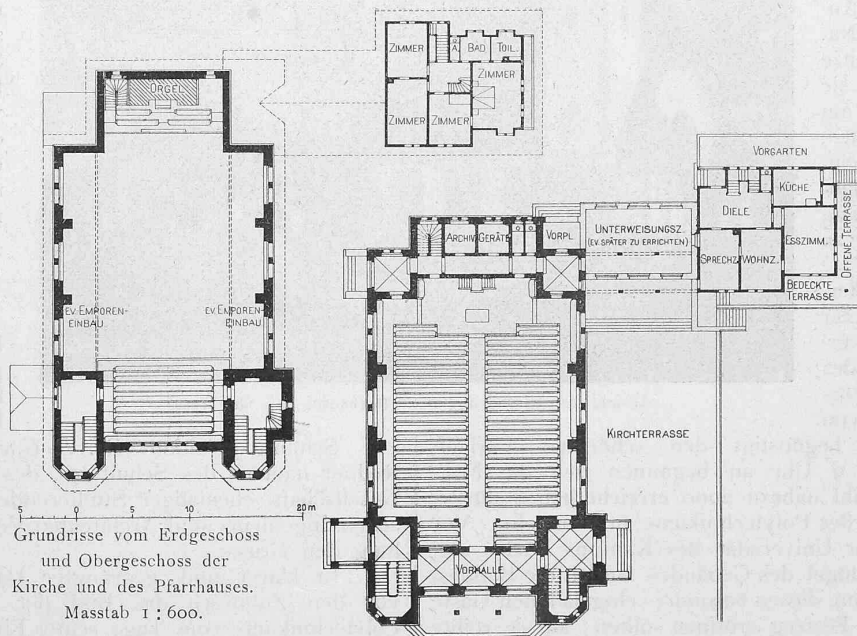 ORGEL
EV. EMPOREN-
EINBAU
EV. EMPOREN-
EINBAU
ZIMMER
A.
BAD
TOIL.
ZIMMER
ZIMMER
ZIMMER
VORGARTEN
KÜCHE
DIELE
ESSZIMM.
OFFENE TERRASSE
SPRECHZ.
WOHNZ.
BEDECKTE
TERRASSE
ARCHIV
GERÄTE
VORPL.
UNTERWEISUNGSZ.
(EV. SPÄTER ZU ERRICHTEN)
KIRCHTERRASSE
VORHALLE
5 0 5 10 20 m
Grundrisse vom Erdgeschoss
und Obergeschoss der
Kirche und des Pfarrhauses.
Masstab 1 : 600.